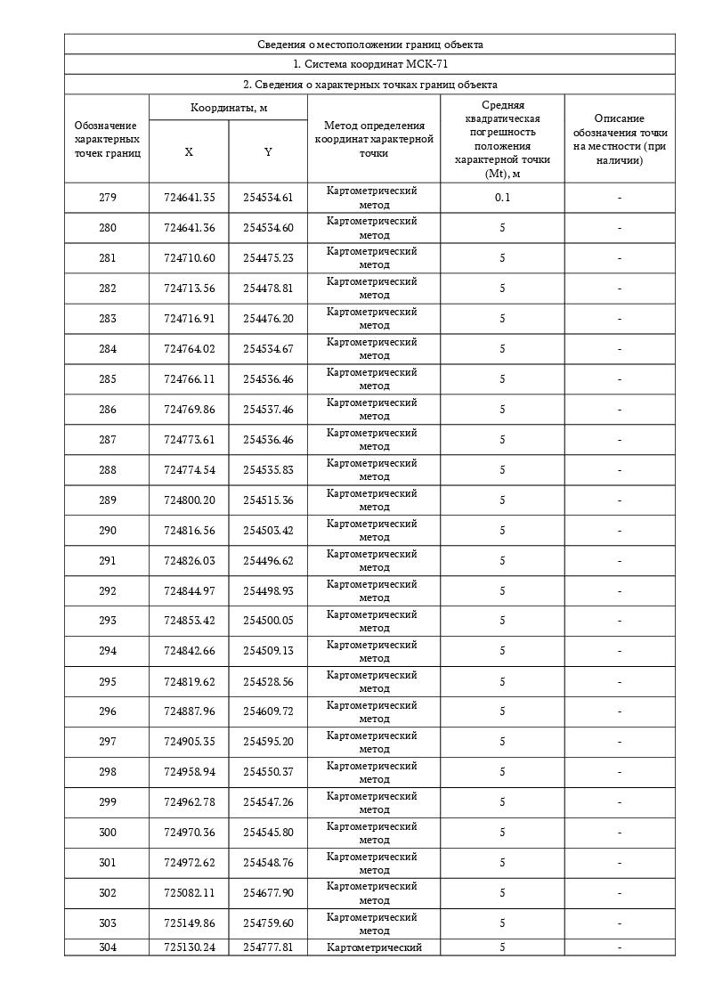 Сведения о местоположении границ объекта
1. Система координат МСК-71
2. Сведения о характерных точках границ объекта
Обозначение
характерных
точек границ
Координаты, м
X
Y
Метод определения
координат характерной
точки
Средняя
квадратическая
погрешность
положения
характерной точки
(Mt), м
Описание
обозначения точки
на местности (при
наличии)
279 724641.35 254534.61 Картометрический
метод 0.1 -
280 724641.36 254534.60 Картометрический
метод 5 -
281 724710.60 254475.23 Картометрический
метод 5 -
282 724713.56 254478.81 Картометрический
метод 5 -
283 724716.91 254476.20 Картометрический
метод 5 -
284 724764.02 254534.67 Картометрический
метод 5 -
285 724766.11 254536.46 Картометрический
метод 5 -
286 724769.86 254537.46 Картометрический
метод 5 -
287 724773.61 254536.46 Картометрический
метод 5 -
288 724774.54 254535.83 Картометрический
метод 5 -
289 724800.20 254515.36 Картометрический
метод 5 -
290 724816.56 254503.42 Картометрический
метод 5 -
291 724826.03 254496.62 Картометрический
метод 5 -
292 724844.97 254498.93 Картометрический
метод 5 -
293 724853.42 254500.05 Картометрический
метод 5 -
294 724842.66 254509.13 Картометрический
метод 5 -
295 724819.62 254528.56 Картометрический
метод 5 -
296 724887.96 254609.72 Картометрический
метод 5 -
297 724905.35 254595.20 Картометрический
метод 5 -
298 724958.94 254550.37 Картометрический
метод 5 -
299 724962.78 254547.26 Картометрический
метод 5 -
300 724970.36 254545.80 Картометрический
метод 5 -
301 724972.62 254548.76 Картометрический
метод 5 -
302 725082.11 254677.90 Картометрический
метод 5 -
303 725149.86 254759.60 Картометрический
метод 5 -
304 725130.24 254777.81 Картометрический 5 -